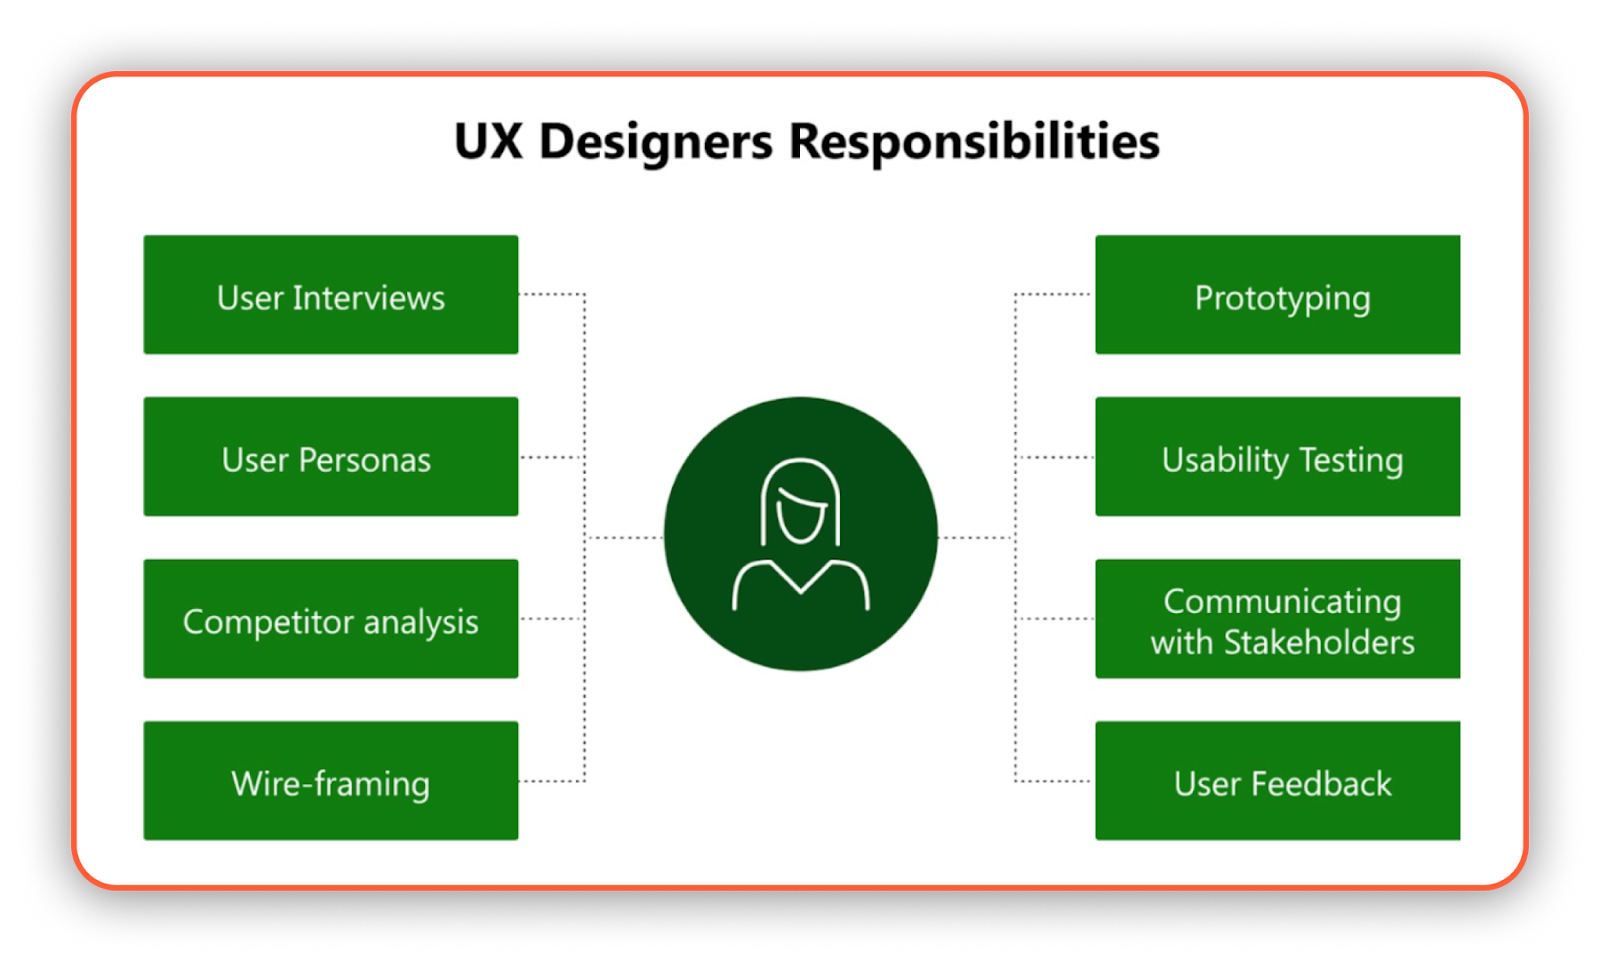 UX Designers Responsibilities
User Interviews
User Personas
Competitor analysis
Wire-framing
Prototyping
Usability Testing
Communicating
with Stakeholders
User Feedback